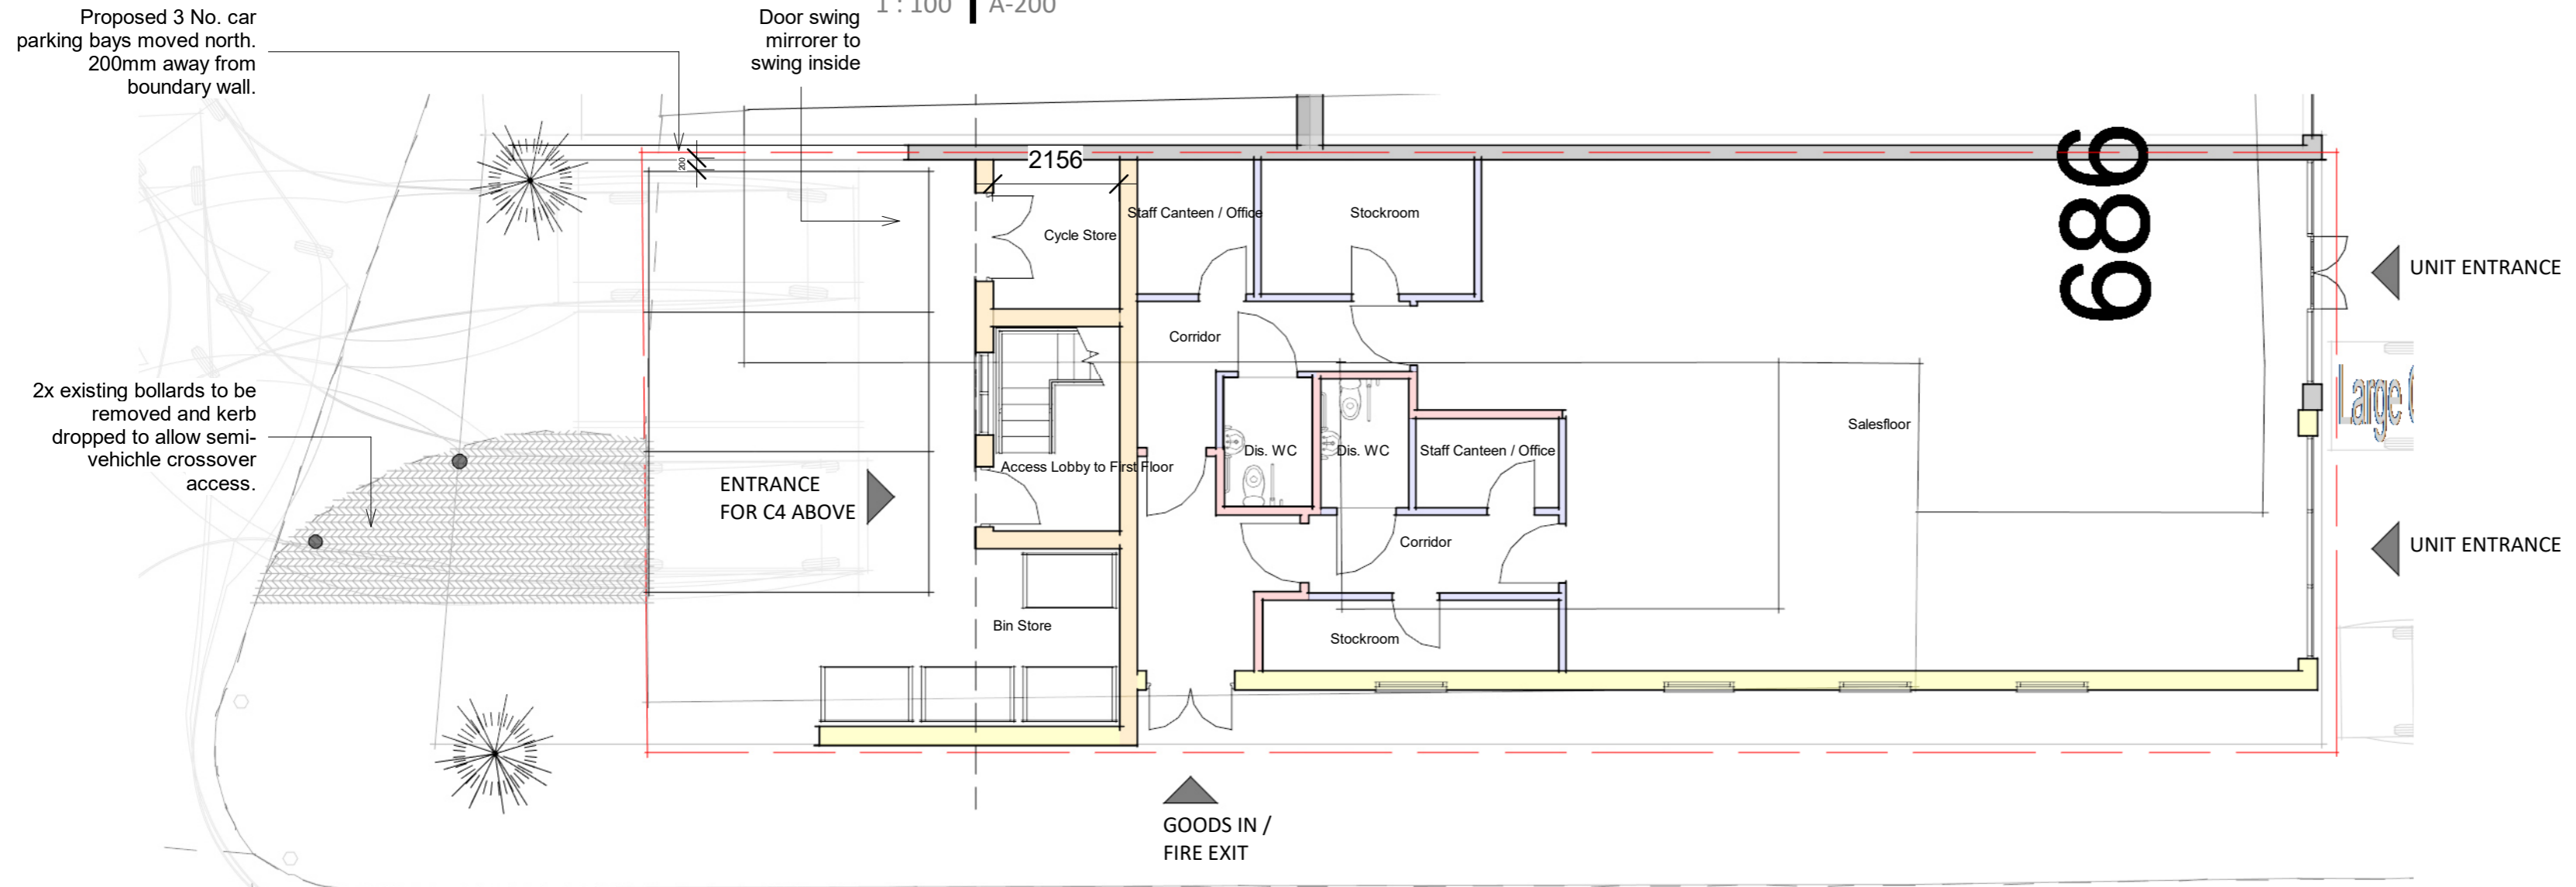 1 : 100 A-200
Proposed 3 No. car
parking bays moved north.
200mm away from
boundary wall.
Door swing
mirrorer to
swing inside
200
2156
686
Staff Canteen / Office
Stockroom
Cycle Store
UNIT ENTRANCE
Corridor
2x existing bollards to be
removed and kerb
dropped to allow semi-
vehichle crossover
access.
Large
Salesfloor
Dis. WC
Dis. WC
Staff Canteen / Office
Access Lobby to First Floor
ENTRANCE
FOR C4 ABOVE
Corridor
UNIT ENTRANCE
Bin Store
Stockroom
GOODS IN /
FIRE EXIT